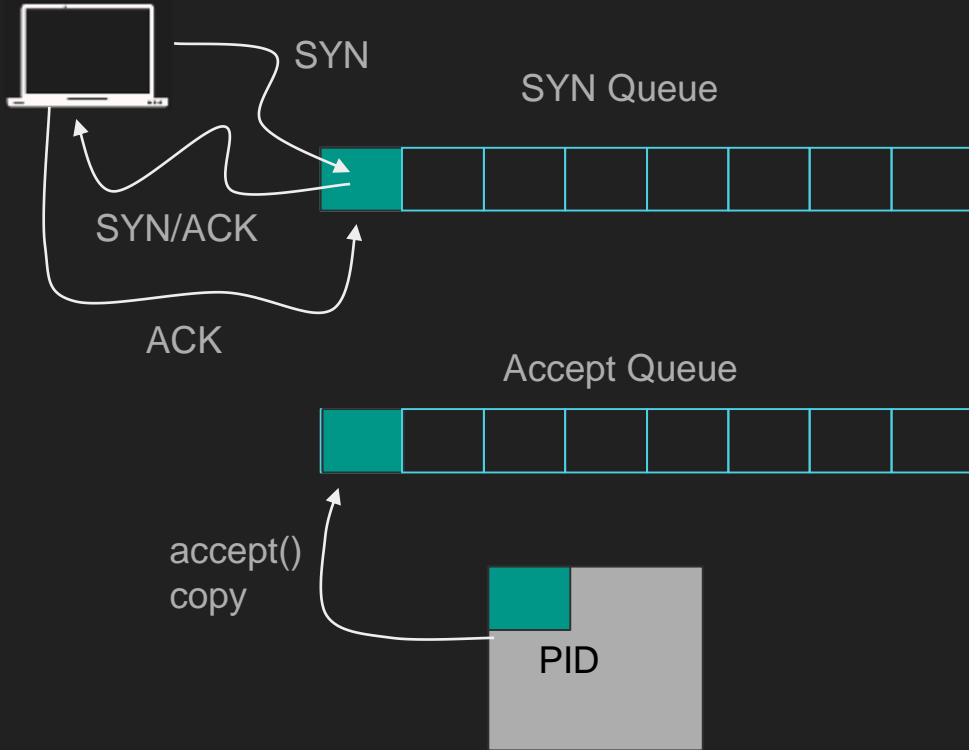 SYN
SYN Queue
SYN/ACK
ACK
Accept Queue
accept()
copy
PID